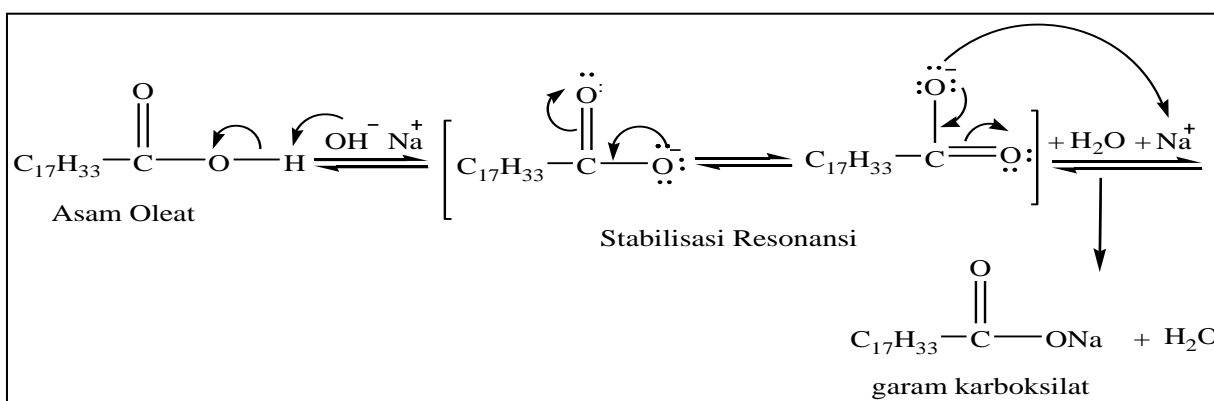 O O O⁻
C₁₇H₃₃—C—O—H OH⁻ Na⁺ C₁₇H₃₃—C—O⁻ C₁₇H₃₃—C=O + H₂O + Na⁺
Asam Oleat
Stabilisasi Resonansi
O
C₁₇H₃₃—C—ONa + H₂O
garam karboksilat